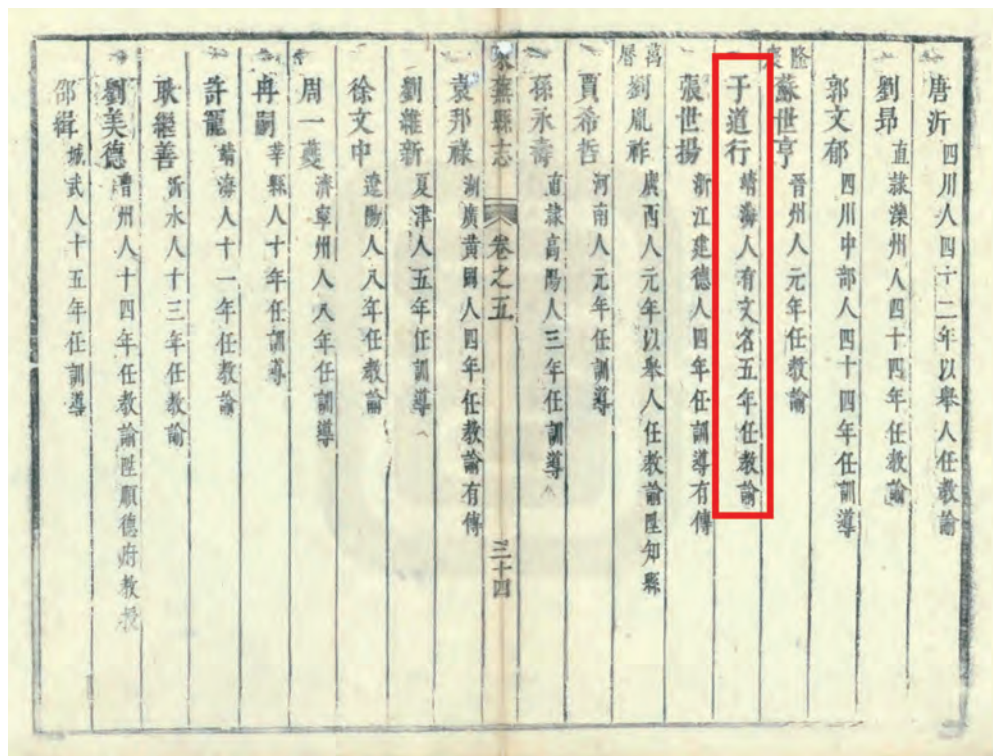 唐沂 四川人四十二年以舉人任教諭
劉昴 直隸灤州人四十四年任教諭
郭文郁 四川中部人四十四年任訓導
隆慶
蘇世亨 晉州人元年任教諭
于道行 靖海人有文名五年任教諭
張世揚 浙江建德人四年任訓導有傳
萬曆
劉胤祚 廣西人元年以舉人任教諭陞知縣
賈希哲 河南人元年任訓導
孫永壽 直隸高陽人三年任訓導
萊蕪縣志 卷之五 三十四
袁邦祿 湖廣黃岡人四年任教諭有傳
劉維新 夏津人五年任訓導
徐文中 遼陽人八年任教諭
周一夔 濟寧州人八年任訓導
冉嗣 莘縣人十年任訓導
許寵 靖海人十一年任教諭
耿繼善 沂水人十三年任教諭
劉美德 曹州人十四年任教諭陞順德府教授
邵緝 城武人十五年任訓導